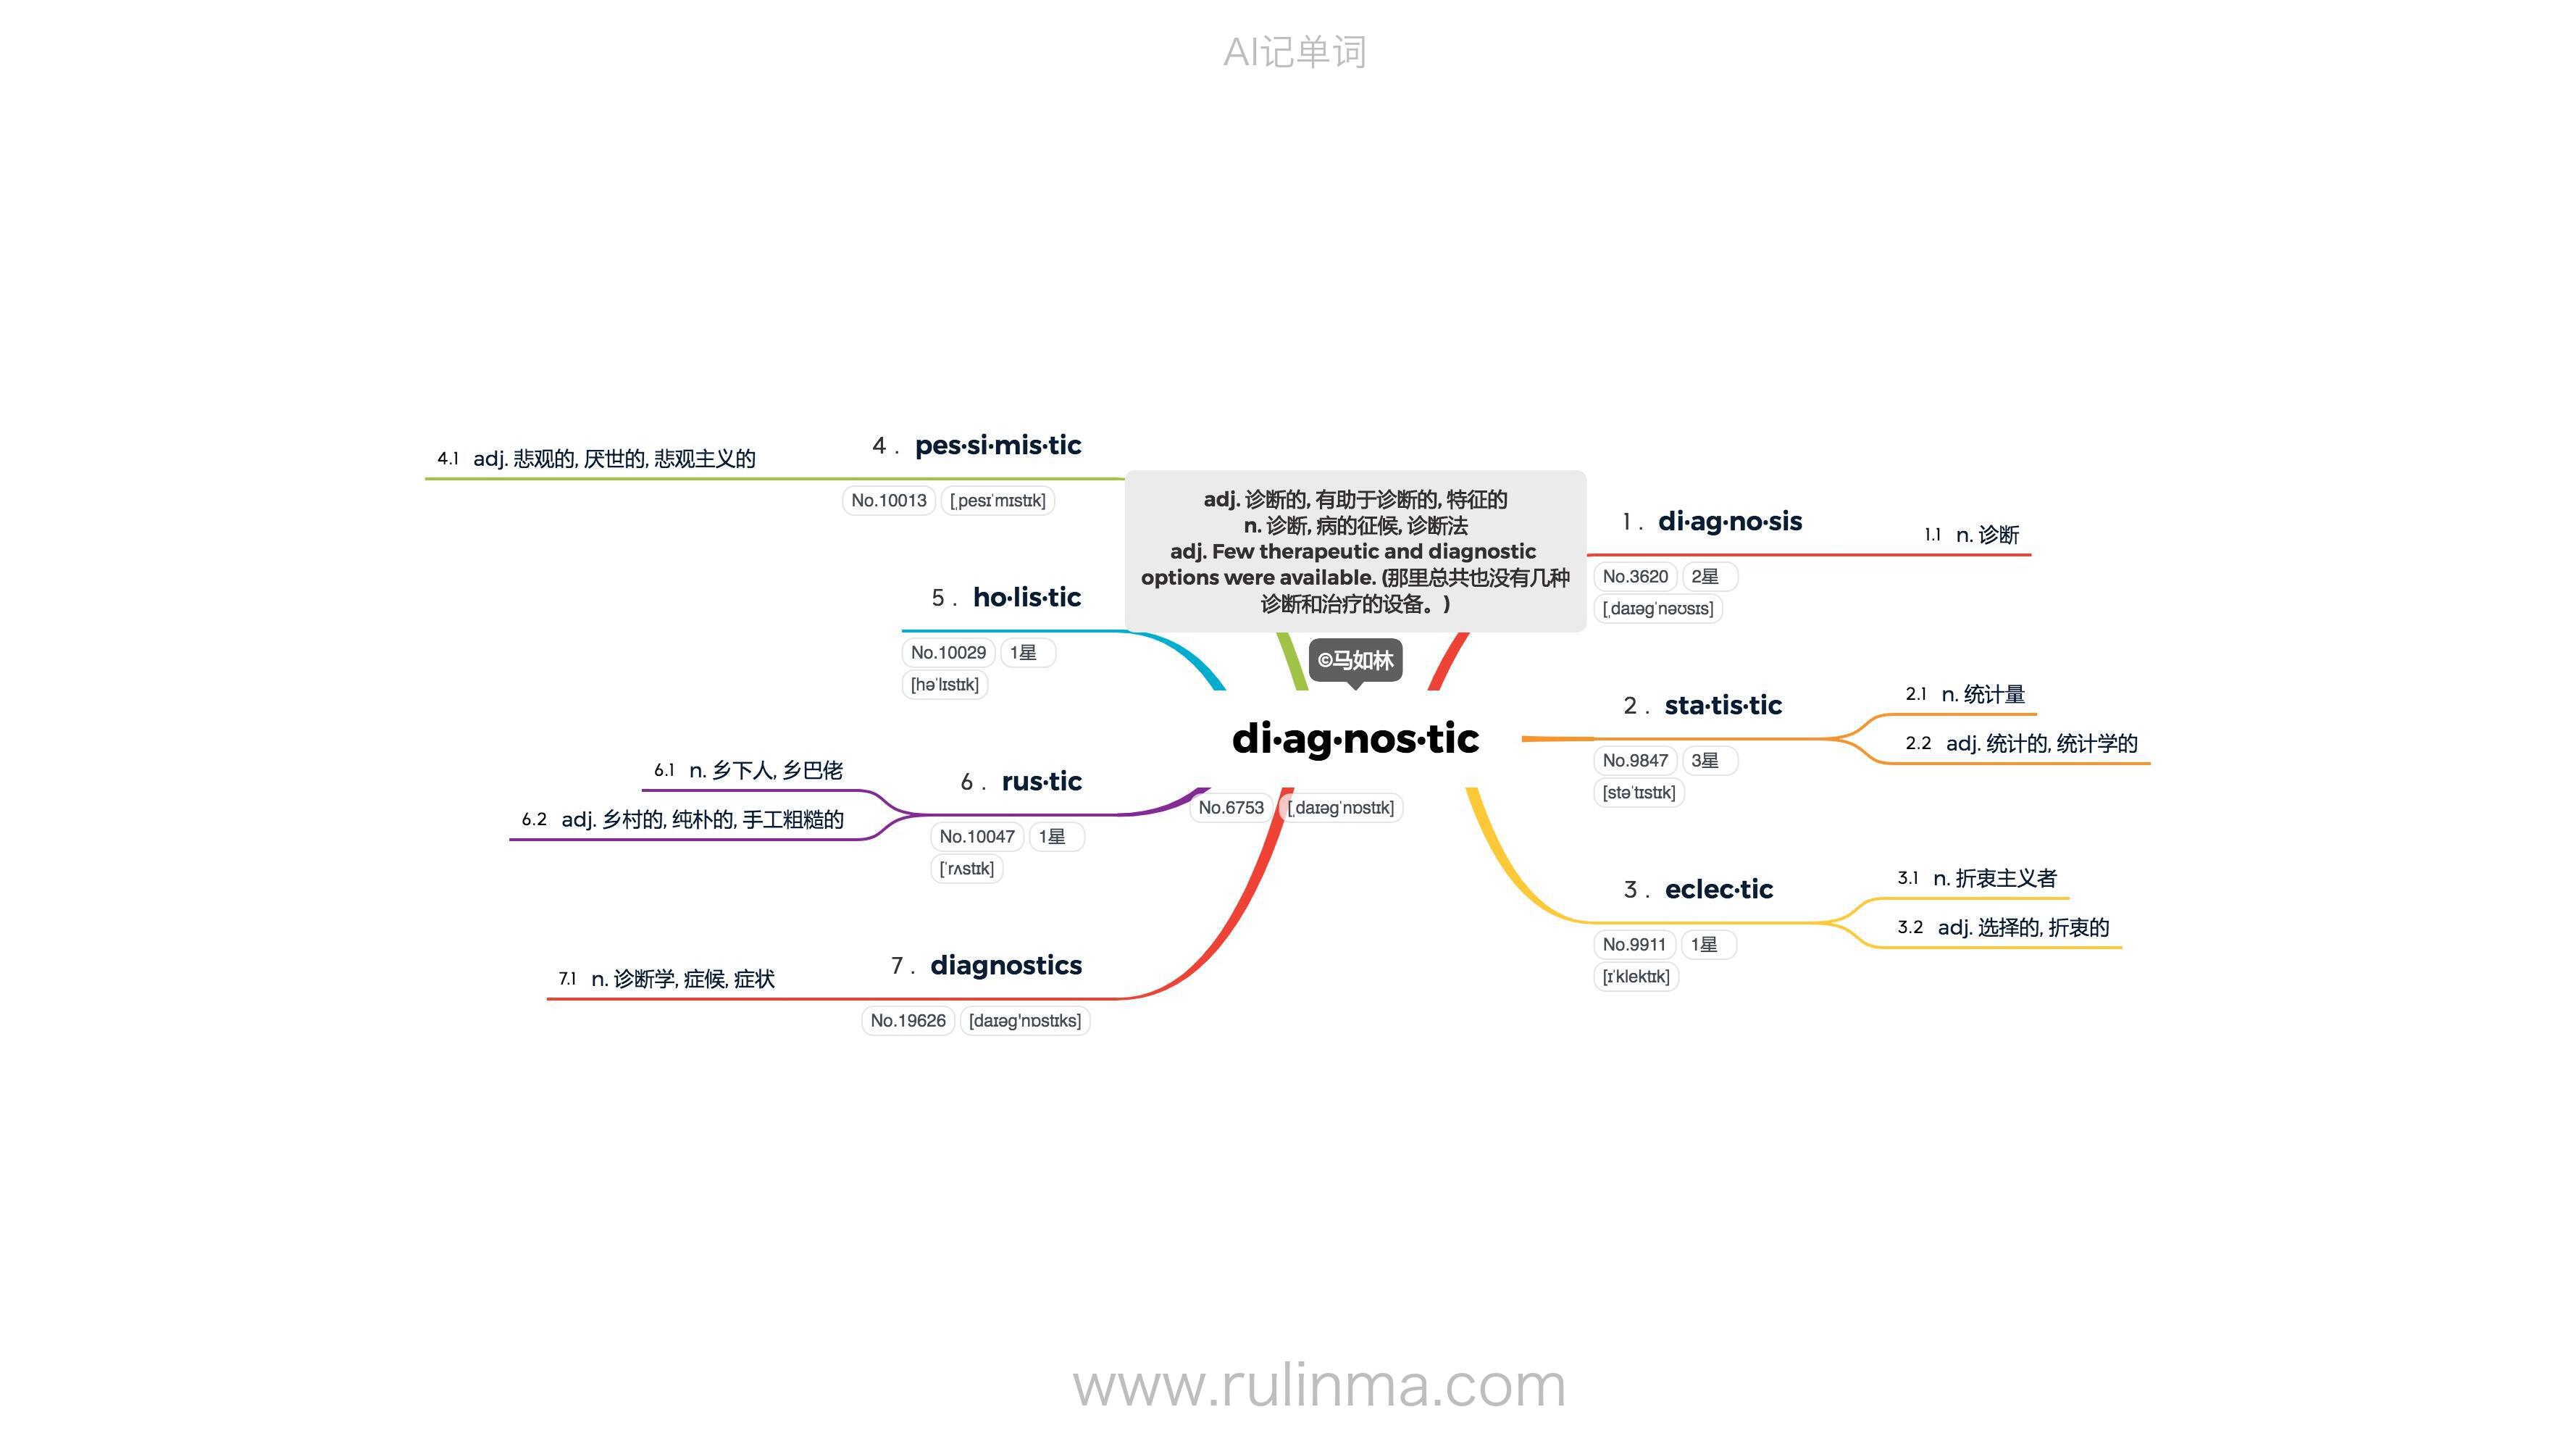 AI记单词
adj. 诊断的, 有助于诊断的, 特征的
n. 诊断, 病的征候, 诊断法
adj. Few therapeutic and diagnostic
options were available. (那里总共也没有几种
诊断和治疗的设备。)
©马如林
di·ag·nos·tic
No.6753 [ˌdaɪəɡˈnɒstɪk]
1 . di·ag·no·sis
No.3620 2星
[ˌdaɪəɡˈnəʊsɪs]
1.1 n. 诊断
2 . sta·tis·tic
No.9847 3星
[stəˈtɪstɪk]
2.1 n. 统计量
2.2 adj. 统计的, 统计学的
3 . eclec·tic
No.9911 1星
[ɪˈklektɪk]
3.1 n. 折衷主义者
3.2 adj. 选择的, 折衷的
4 . pes·si·mis·tic
No.10013 [ˌpesɪˈmɪstɪk]
4.1 adj. 悲观的, 厌世的, 悲观主义的
5 . ho·lis·tic
No.10029 1星
[həˈlɪstɪk]
6 . rus·tic
No.10047 1星
[ˈrʌstɪk]
6.1 n. 乡下人, 乡巴佬
6.2 adj. 乡村的, 纯朴的, 手工粗糙的
7 . diagnostics
No.19626 [daɪəɡ'nɒstɪks]
7.1 n. 诊断学, 症候, 症状
www.rulinma.com